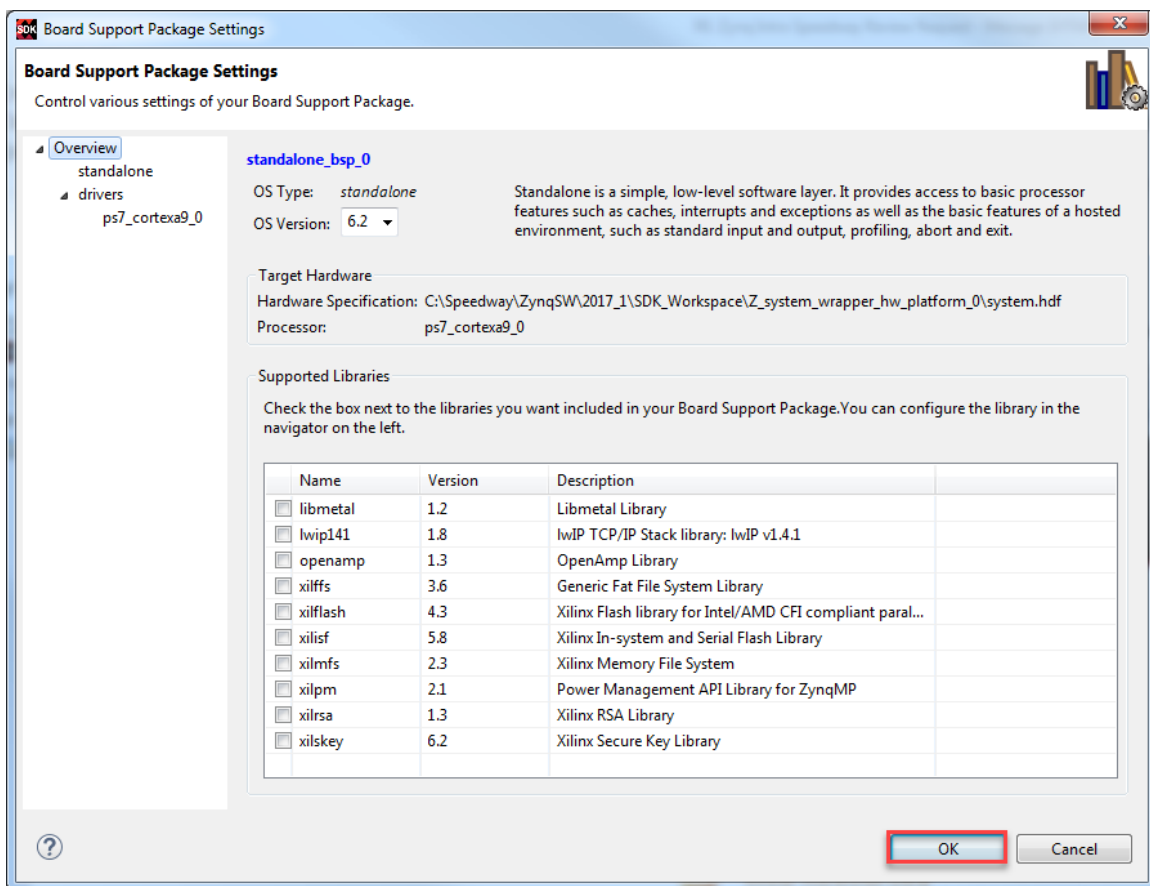 SDK Board Support Package Settings
Board Support Package Settings
Control various settings of your Board Support Package.
Overview
standalone
drivers
ps7_cortexa9_0
standalone_bsp_0
OS Type: standalone
OS Version: 6.2
Standalone is a simple, low-level software layer. It provides access to basic processor
features such as caches, interrupts and exceptions as well as the basic features of a hosted
environment, such as standard input and output, profiling, abort and exit.
Target Hardware
Hardware Specification: C:\Speedway\ZynqSW\2017_1\SDK_Workspace\Z_system_wrapper_hw_platform_0\system.hdf
Processor: ps7_cortexa9_0
Supported Libraries
Check the box next to the libraries you want included in your Board Support Package.You can configure the library in the
navigator on the left.
Name Version Description
libmetal 1.2 Libmetal Library
lwip141 1.8 lwIP TCP/IP Stack library: lwIP v1.4.1
openamp 1.3 OpenAmp Library
xilffs 3.6 Generic Fat File System Library
xilflash 4.3 Xilinx Flash library for Intel/AMD CFI compliant paral...
xilisf 5.8 Xilinx In-system and Serial Flash Library
xilmfs 2.3 Xilinx Memory File System
xilpm 2.1 Power Management API Library for ZynqMP
xilrsa 1.3 Xilinx RSA Library
xilskey 6.2 Xilinx Secure Key Library
? OK Cancel